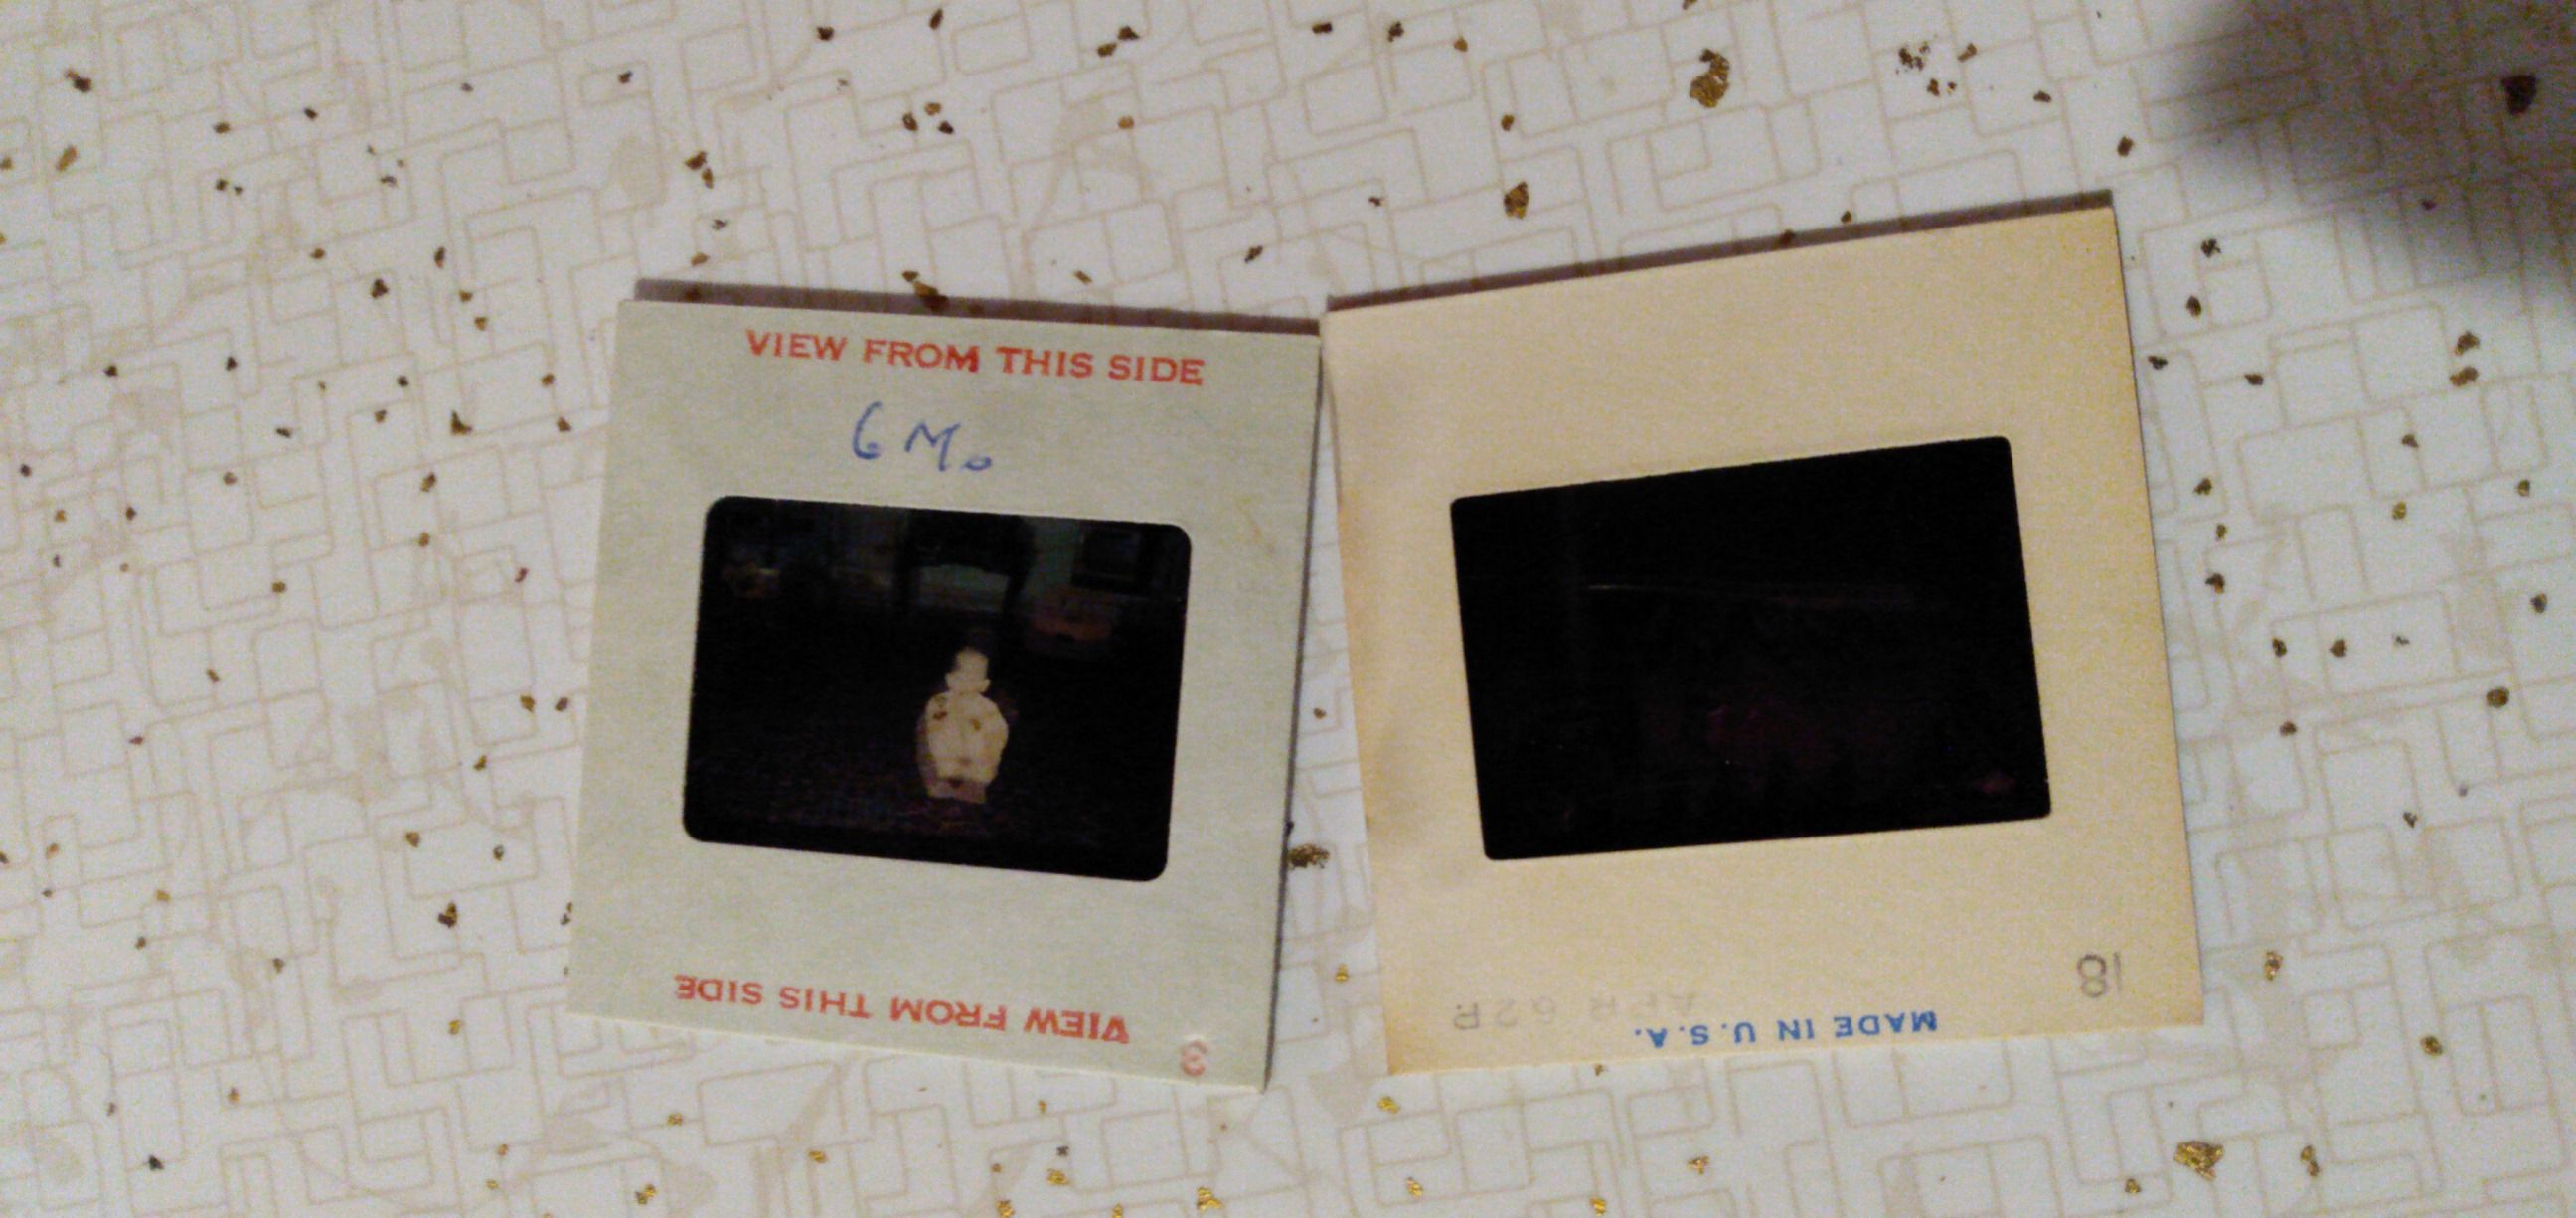 VIEW FROM THIS SIDE
6 Mo
VIEW FROM THIS SIDE
3
18
MADE IN U.S.A.
APR 62R